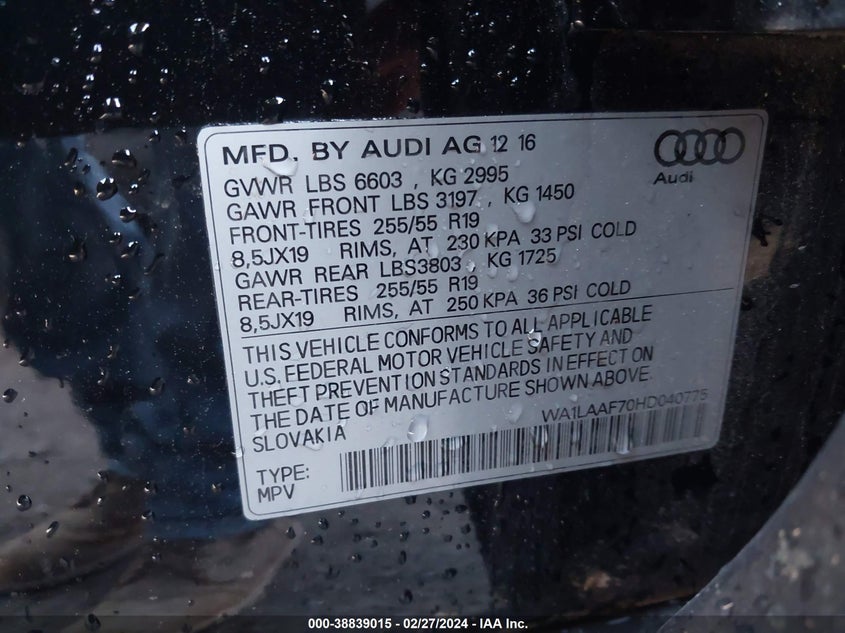 MFD. BY AUDI AG 12 16
Audi
GVWR LBS 6603 , KG 2995
GAWR FRONT LBS 3197 , KG 1450
FRONT-TIRES 255/55 R19
8,5JX19 RIMS, AT 230 KPA 33 PSI COLD
GAWR REAR LBS3803 , KG 1725
REAR-TIRES 255/55 R19
8,5JX19 RIMS, AT 250 KPA 36 PSI COLD
THIS VEHICLE CONFORMS TO ALL APPLICABLE
U.S. FEDERAL MOTOR VEHICLE SAFETY AND
THEFT PREVENTION STANDARDS IN EFFECT ON
THE DATE OF MANUFACTURE SHOWN ABOVE.
SLOVAKIA
WA1LAAF70HD040775
TYPE:
MPV
000-38839015 - 02/27/2024 - IAA Inc.